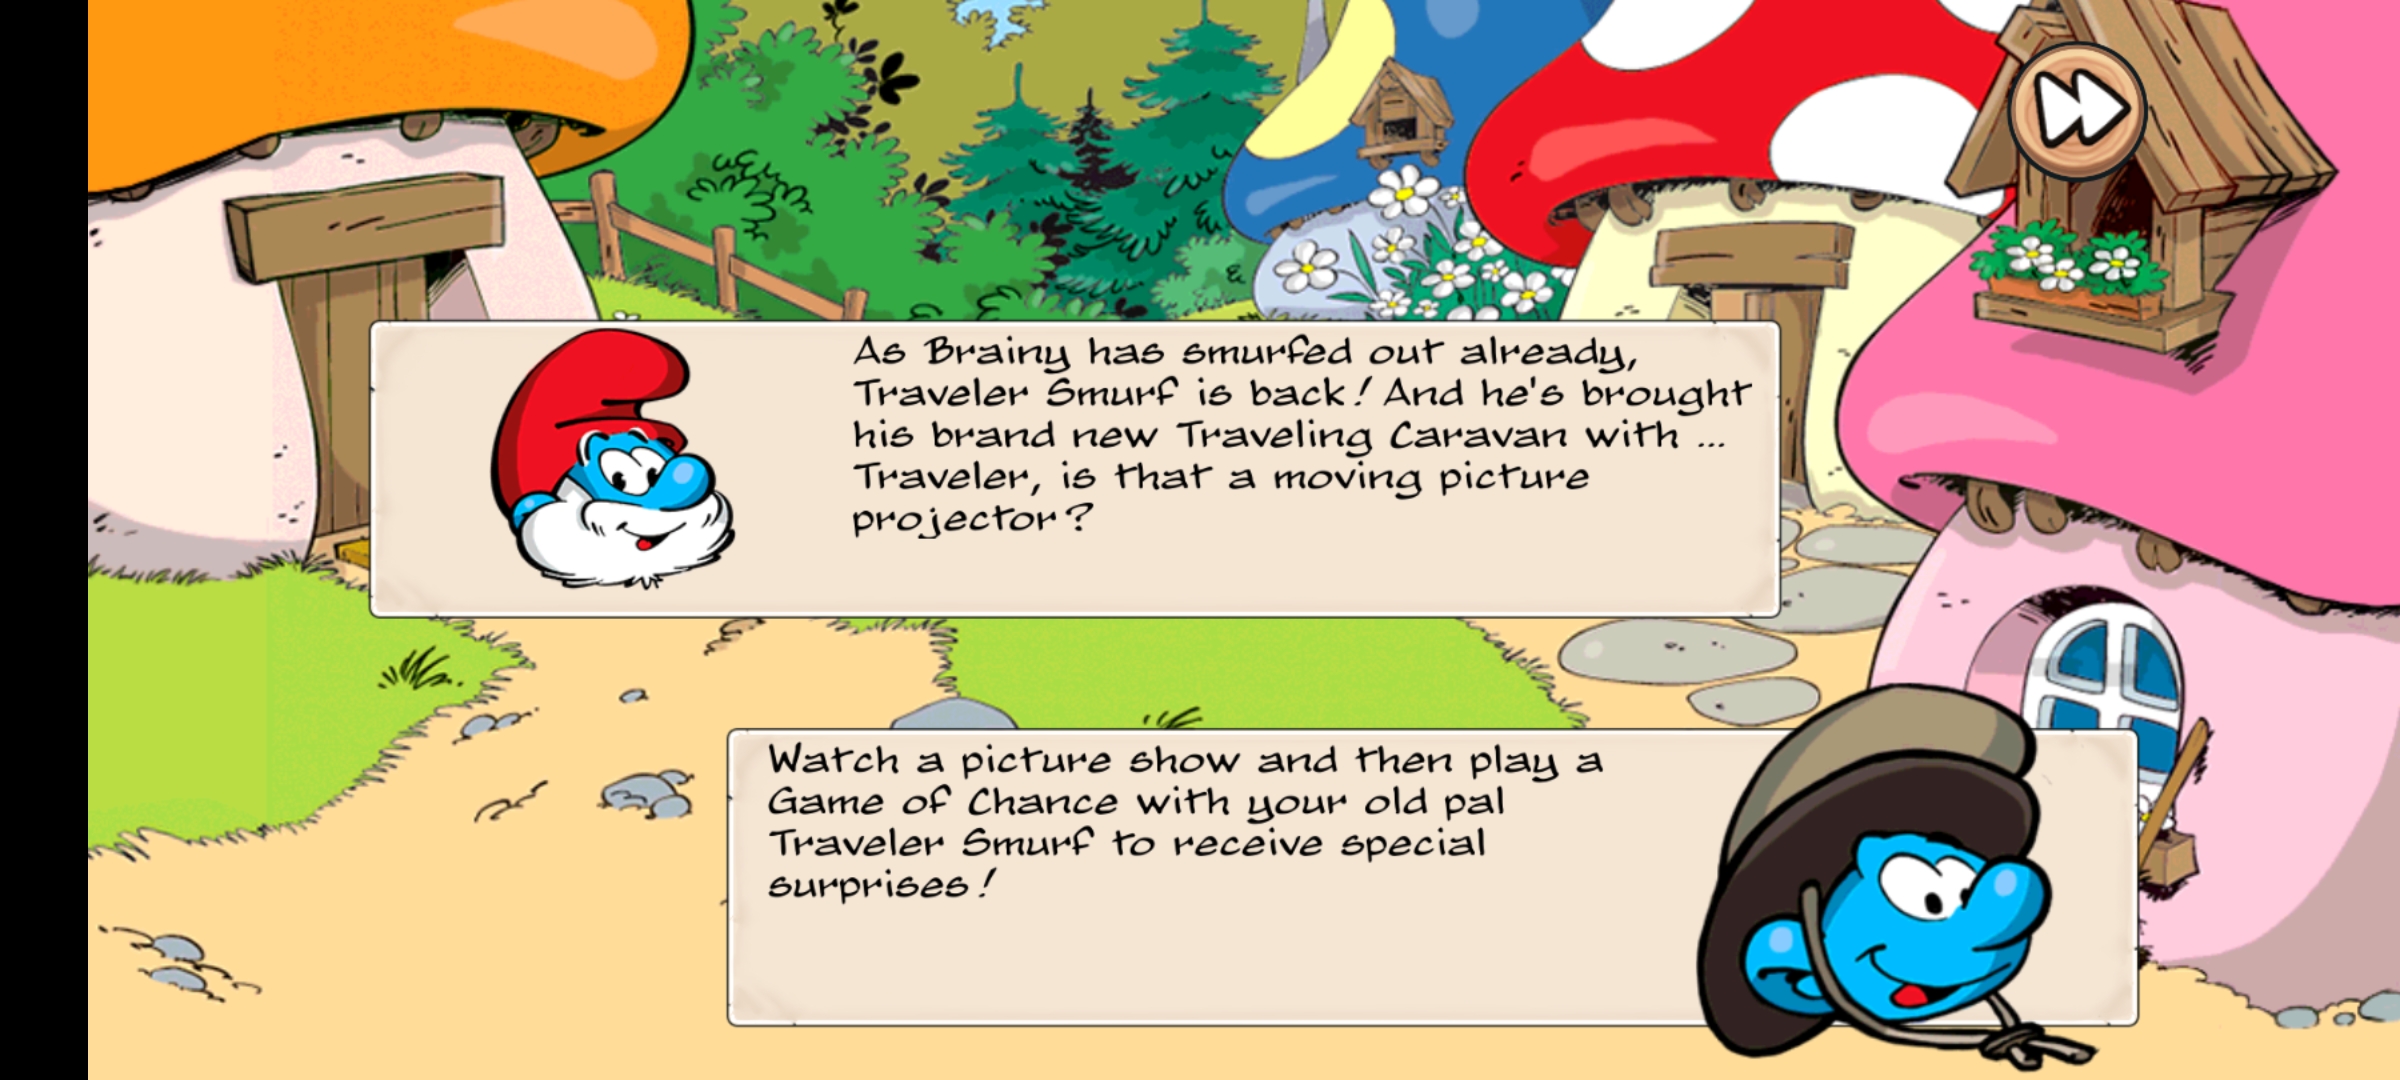 As Brainy has smurfed out already,
Traveler Smurf is back! And he's brought
his brand new Traveling Caravan with ...
Traveler, is that a moving picture
projector?
Watch a picture show and then play a
Game of Chance with your old pal
Traveler Smurf to receive special
surprises!